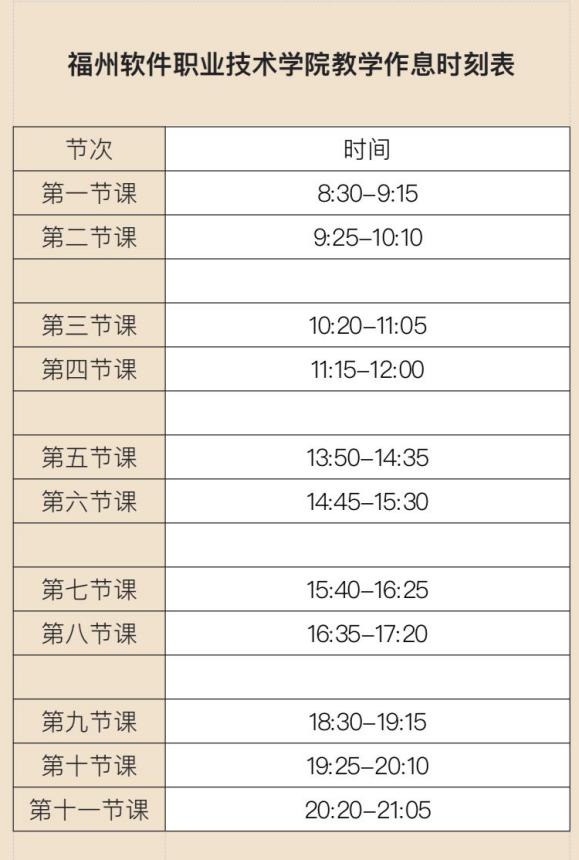 福州软件职业技术学院教学作息时刻表
节次 时间
第一节课 8:30–9:15
第二节课 9:25–10:10
第三节课 10:20–11:05
第四节课 11:15–12:00
第五节课 13:50–14:35
第六节课 14:45–15:30
第七节课 15:40–16:25
第八节课 16:35–17:20
第九节课 18:30–19:15
第十节课 19:25–20:10
第十一节课 20:20–21:05